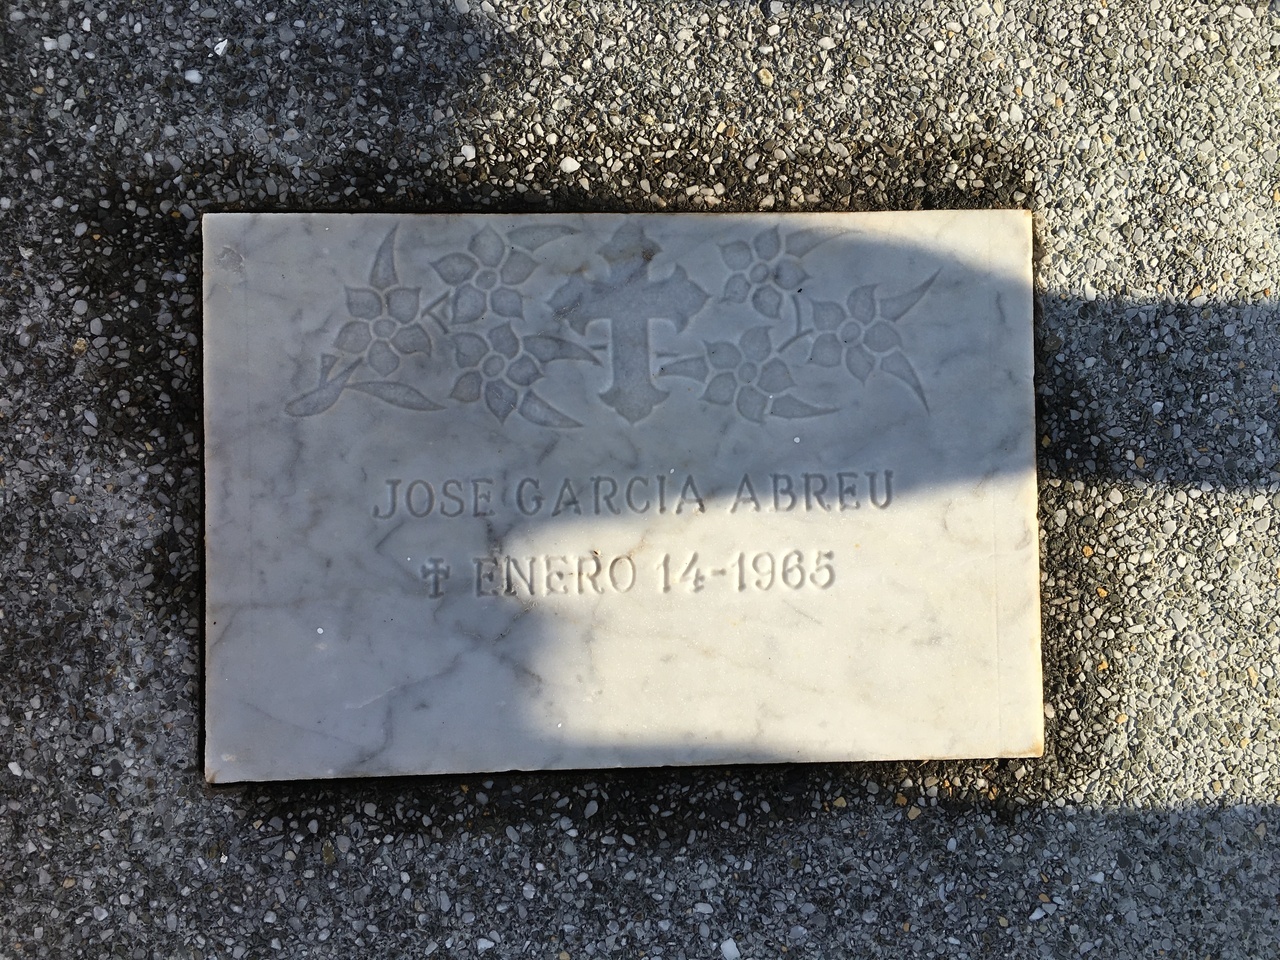 JOSE GARCIA ABREU
✝ ENERO 14-1965